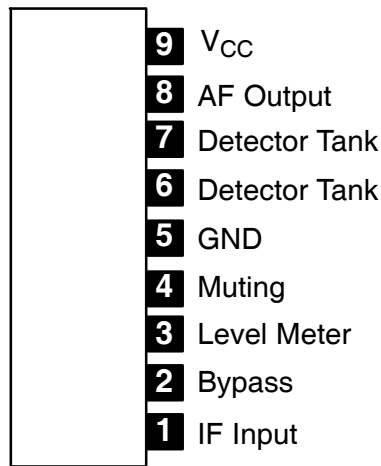 9 VCC
8 AF Output
7 Detector Tank
6 Detector Tank
5 GND
4 Muting
3 Level Meter
2 Bypass
1 IF Input